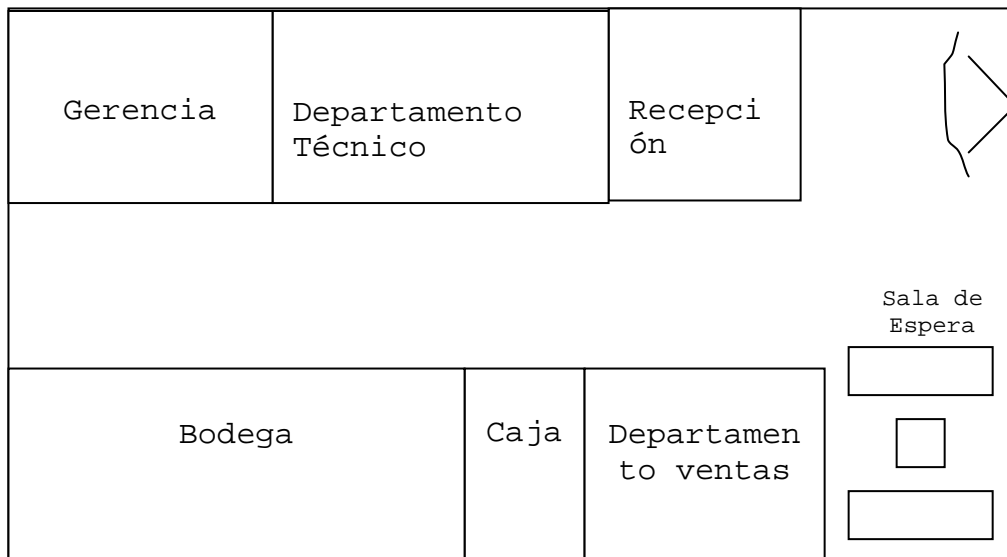 Gerencia
Departamento
Técnico
Recepci
ón
Sala de
Espera
Bodega
Caja
Departamen
to ventas